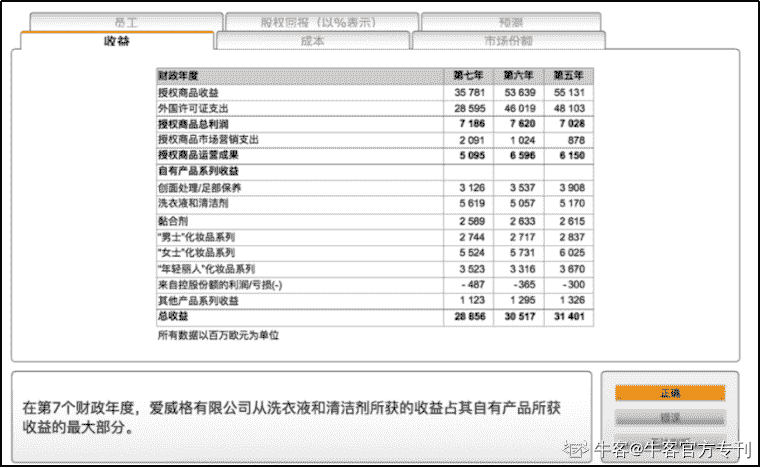 员工 股权回报（以%表示） 预测
收益 成本 市场份额
财政年度 第七年 第六年 第五年
授权商品收益 35 781 53 639 55 131
外国许可证支出 28 595 46 019 48 103
授权商品总利润 7 186 7 620 7 028
授权商品市场营销支出 2 091 1 024 878
授权商品运营成果 5 095 6 596 6 150
自有产品系列收益
创面处理/足部保养 3 126 3 537 3 908
洗衣液和清洁剂 5 619 5 057 5 170
黏合剂 2 589 2 633 2 615
“男士”化妆品系列 2 744 2 717 2 837
“女士”化妆品系列 5 524 5 731 6 025
“年轻丽人”化妆品系列 3 523 3 316 3 670
来自控股份额的利润/亏损(-) - 487 -365 - 300
其他产品系列收益 1 123 1 295 1 326
总收益 28 856 30 517 31 401
所有数据以百万欧元为单位
在第7个财政年度，爱威格有限公司从洗衣液和清洁剂所获的收益占其自有产品所获
收益的最大部分。
正确
错误
牛客@牛客官方专刊